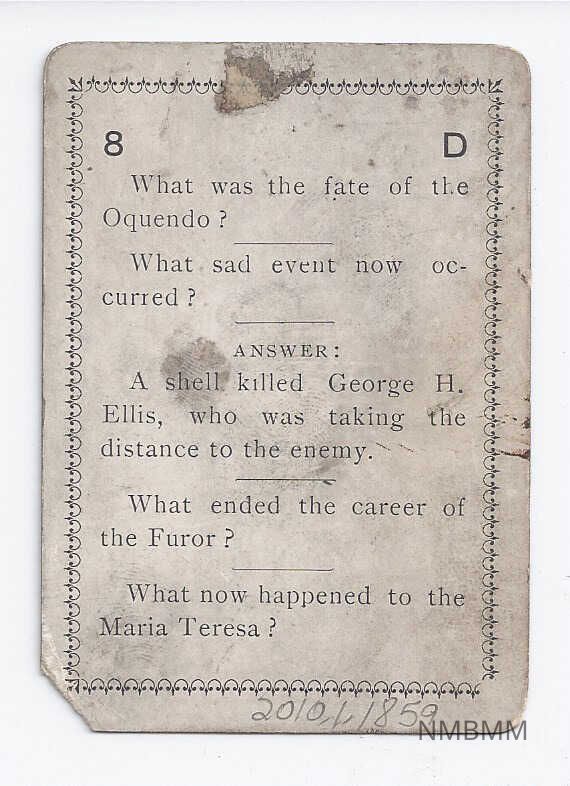 8 D
What was the fate of the
Oquendo ?
What sad event now oc-
curred ?
ANSWER:
A shell killed George H.
Ellis, who was taking the
distance to the enemy.
What ended the career of
the Furor ?
What now happened to the
Maria Teresa ?
2010.1.1859
NMBMM